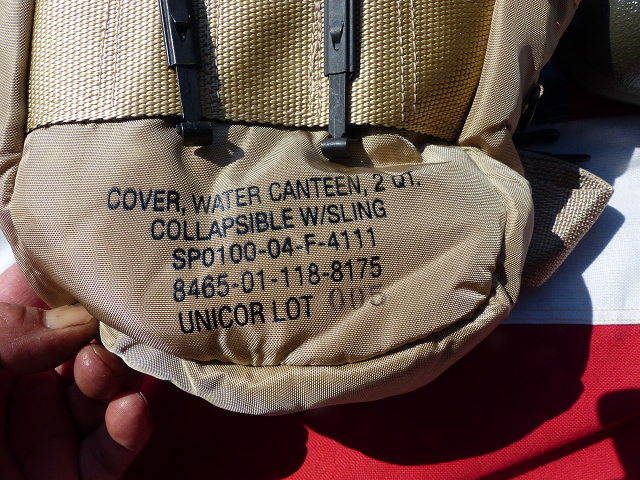 COVER, WATER CANTEEN, 2 QT.
COLLAPSIBLE W/SLING
SP0100-04-F-4111
8465-01-118-8175
UNICOR LOT 005